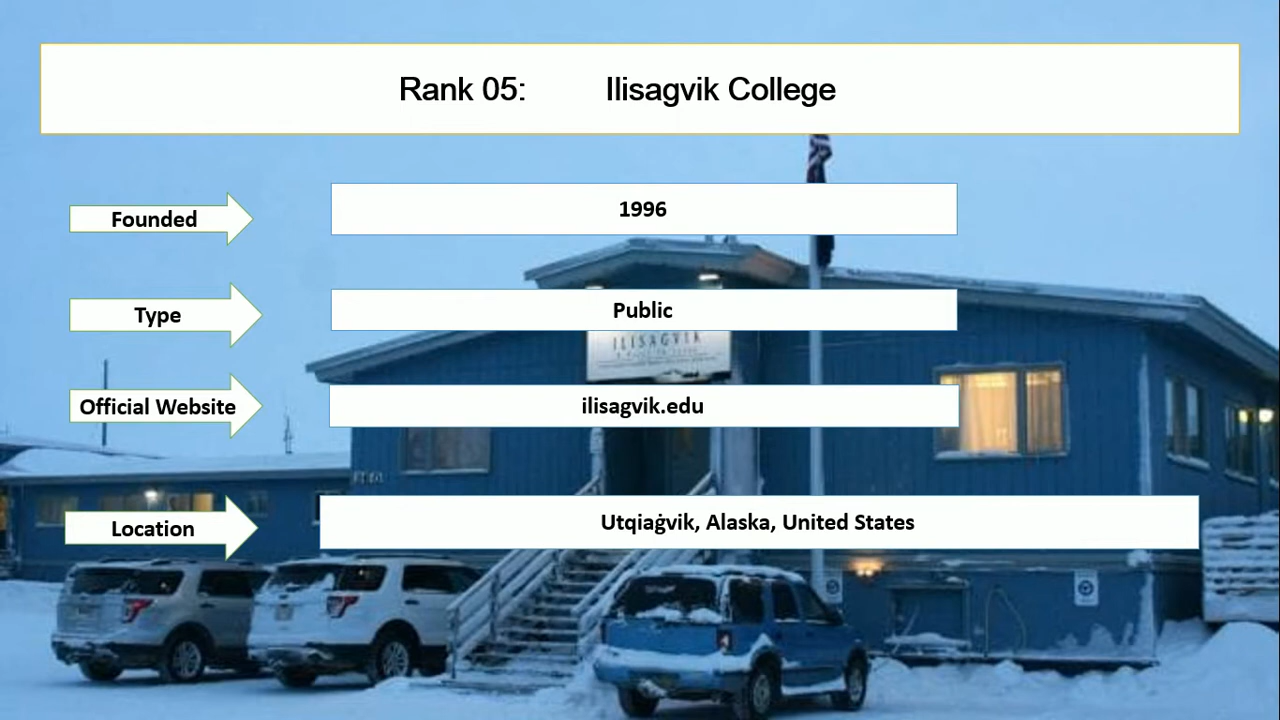 Rank 05: Ilisagvik College
Founded
1996
Type
Public
ILISAGVIK
Official Website
ilisagvik.edu
Location
Utqiaġvik, Alaska, United States